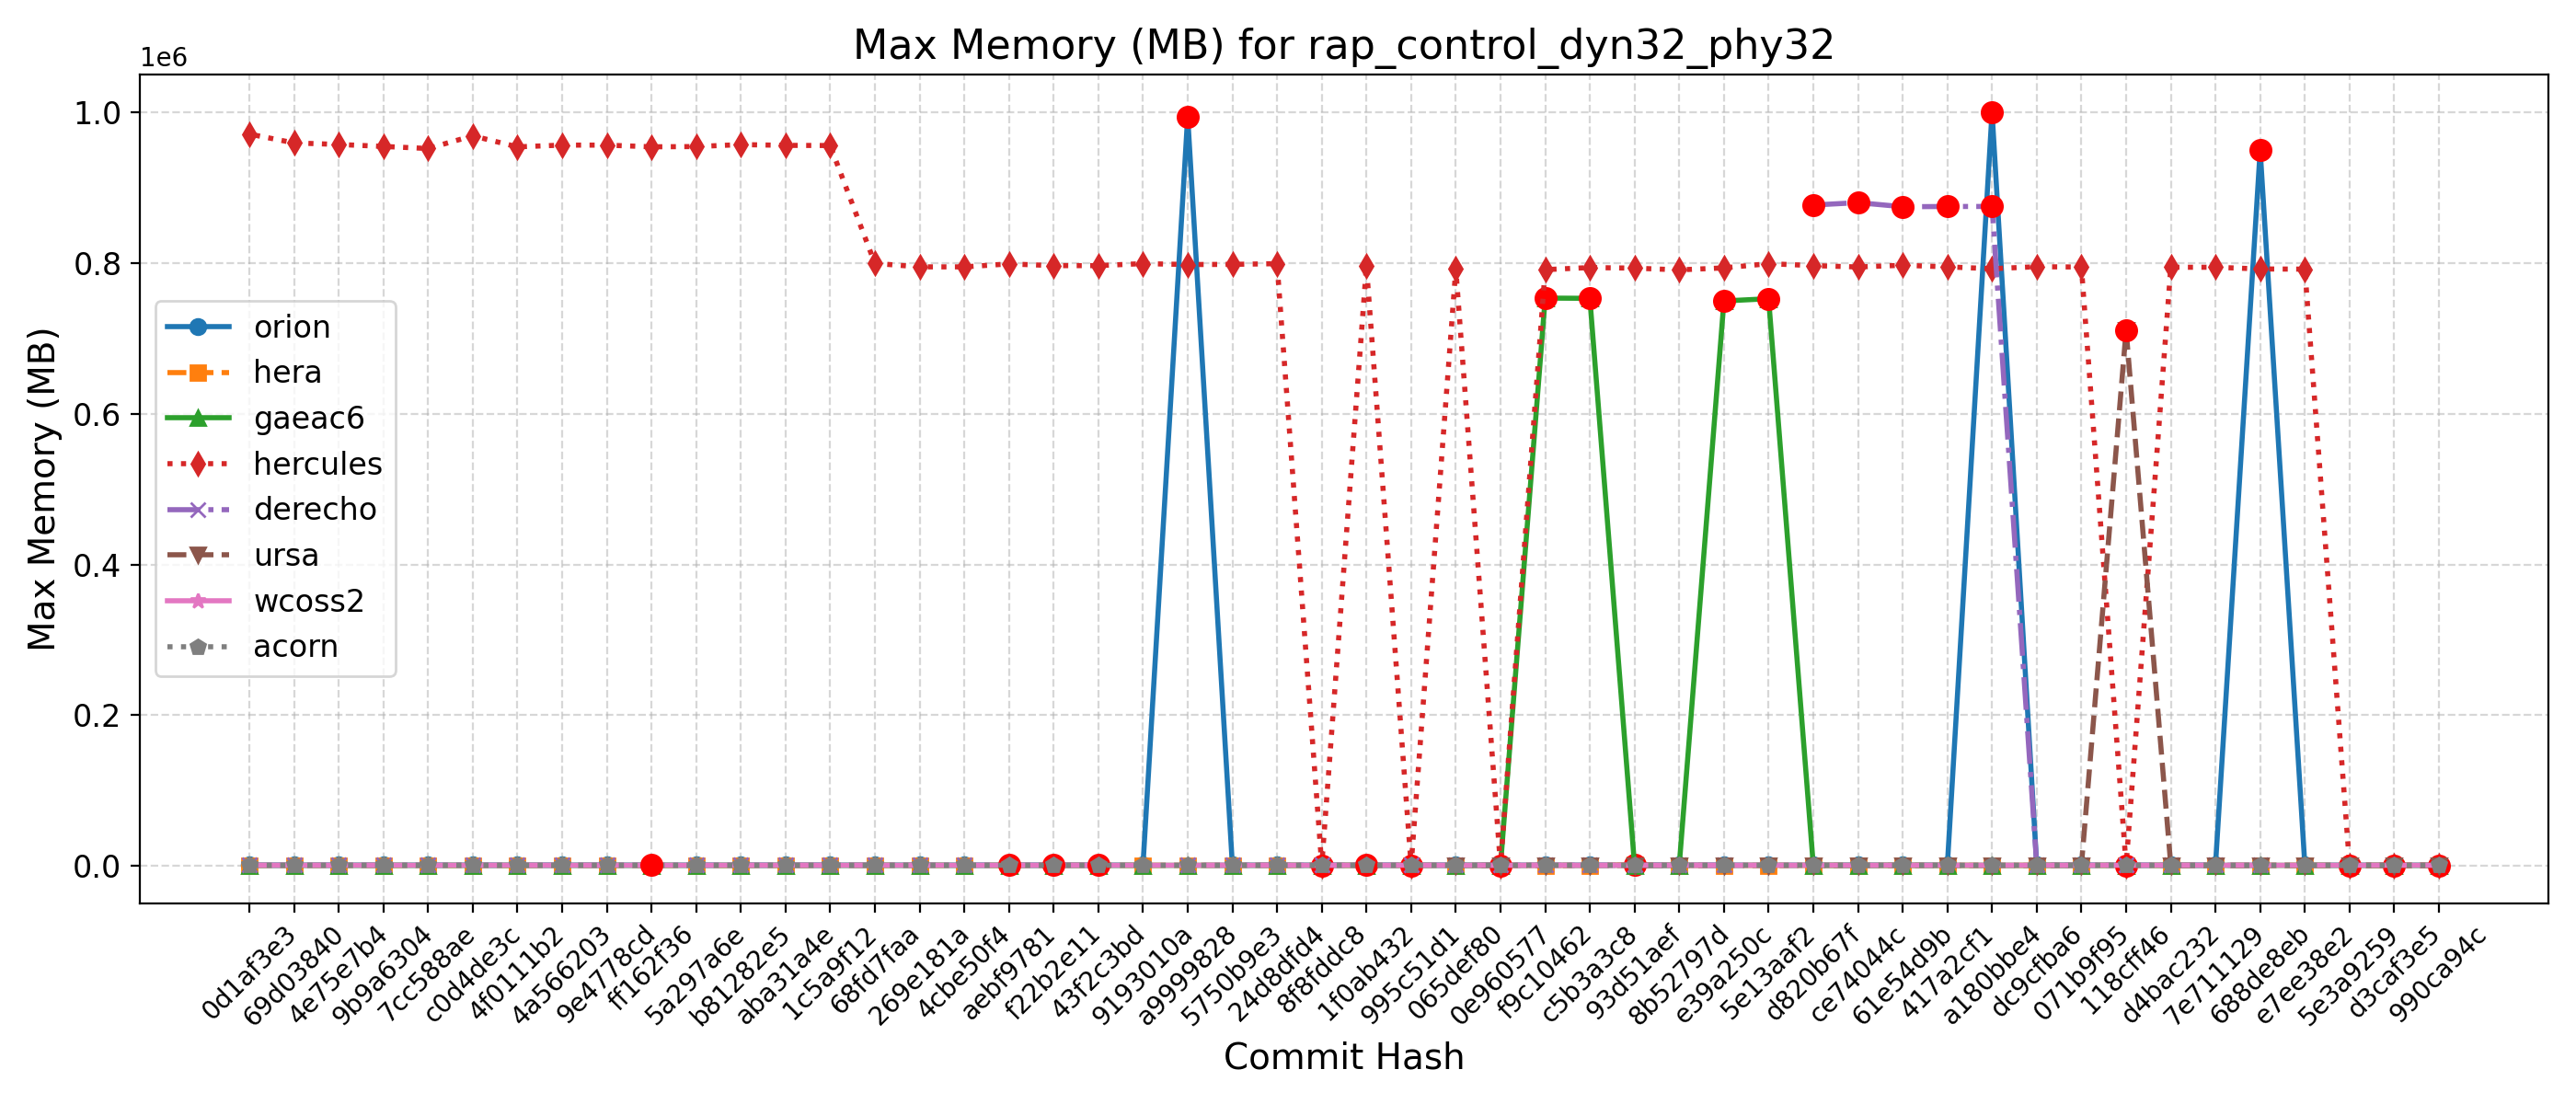 Max Memory (MB) for rap_control_dyn32_phy32
1e6
1.0
0.8
0.6
0.4
0.2
0.0
Max Memory (MB)
orion
hera
gaeac6
hercules
derecho
ursa
wcoss2
acorn
0d1af3e3
69d03840
4e75e7b4
9b9a6304
7cc588ae
c0d4de3c
4f0111b2
4a566203
9e4778cd
ff162f36
5a297a6e
b81282e5
aba31a4e
1c5a9f12
68fd7faa
269e181a
4cbe50f4
aebf9781
f22b2e11
43f2c3bd
9193010a
a9999828
5750b9e3
24d8dfd4
8f8fddc8
1f0ab432
995c51d1
065def80
0e960577
f9c10462
c5b3a3c8
93d51aef
8b52797d
e39a250c
5e13aaf2
d820b67f
ce74044c
61e54d9b
417a2cf1
a180bbe4
dc9cfba6
071b9f95
118cff46
d4bac232
7e711129
688de8eb
e7ee38e2
5e3a9259
d3caf3e5
990ca94c
Commit Hash